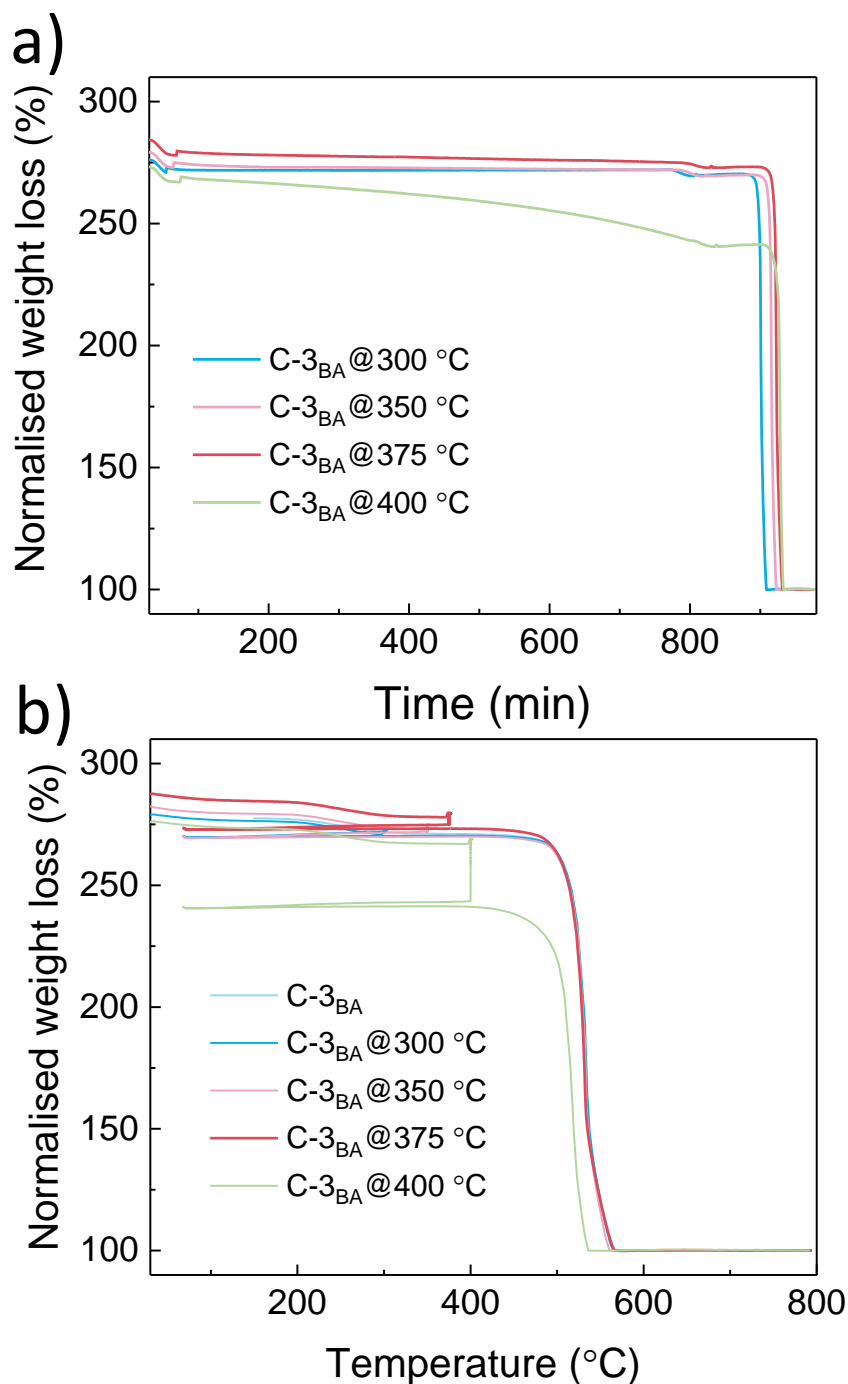 a)
Normalised weight loss (%)
300
250
200
150
100
C-3BA@300 °C
C-3BA@350 °C
C-3BA@375 °C
C-3BA@400 °C
200 400 600 800
Time (min)
b)
Normalised weight loss (%)
300
250
200
150
100
C-3BA
C-3BA@300 °C
C-3BA@350 °C
C-3BA@375 °C
C-3BA@400 °C
200 400 600 800
Temperature (°C)